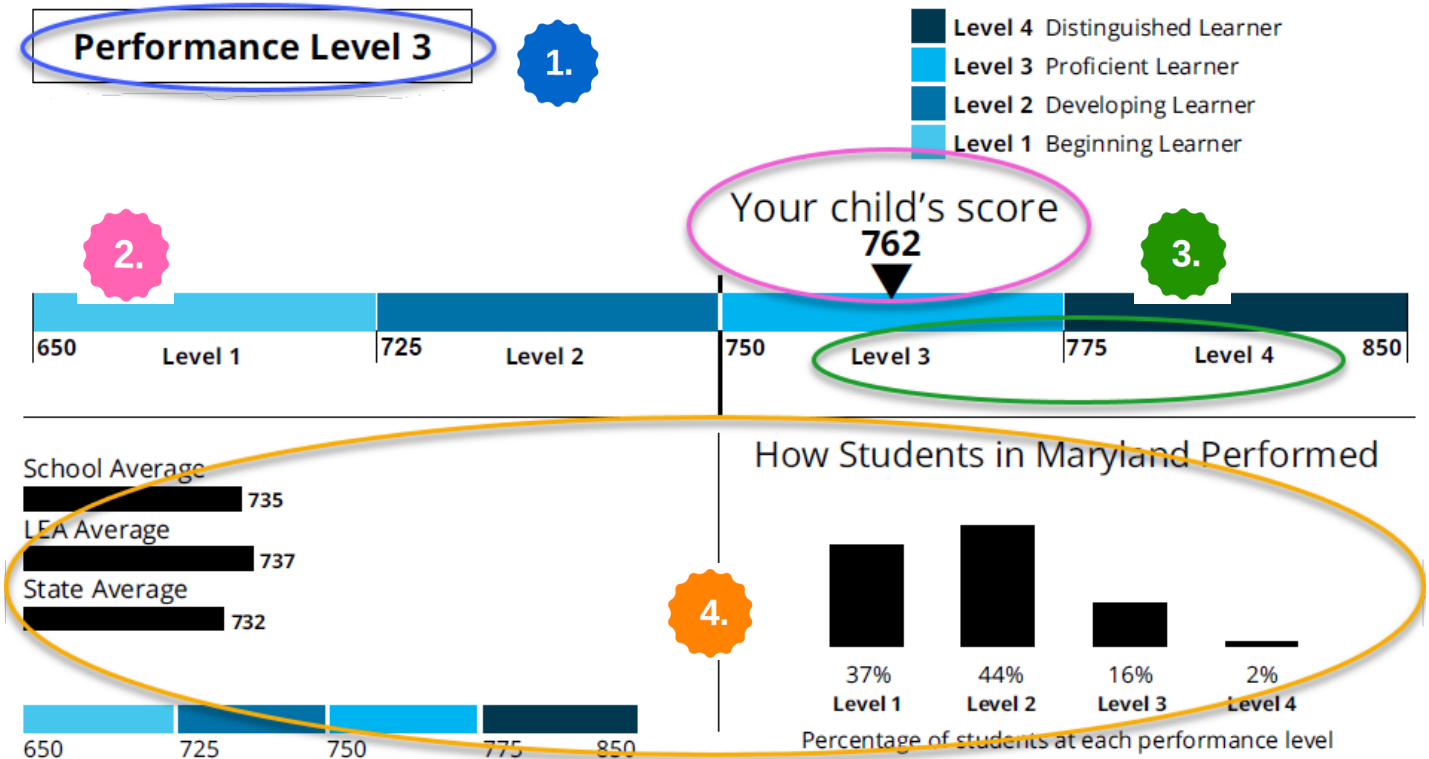 Performance Level 3
1.
Level 4 Distinguished Learner
Level 3 Proficient Learner
Level 2 Developing Learner
Level 1 Beginning Learner
Your child's score
762
2.
3.
650 Level 1 725 Level 2 750 Level 3 775 Level 4 850
School Average
735
LEA Average
737
State Average
732
650 725 750 775 850
4.
How Students in Maryland Performed
37% 44% 16% 2%
Level 1 Level 2 Level 3 Level 4
Percentage of students at each performance level